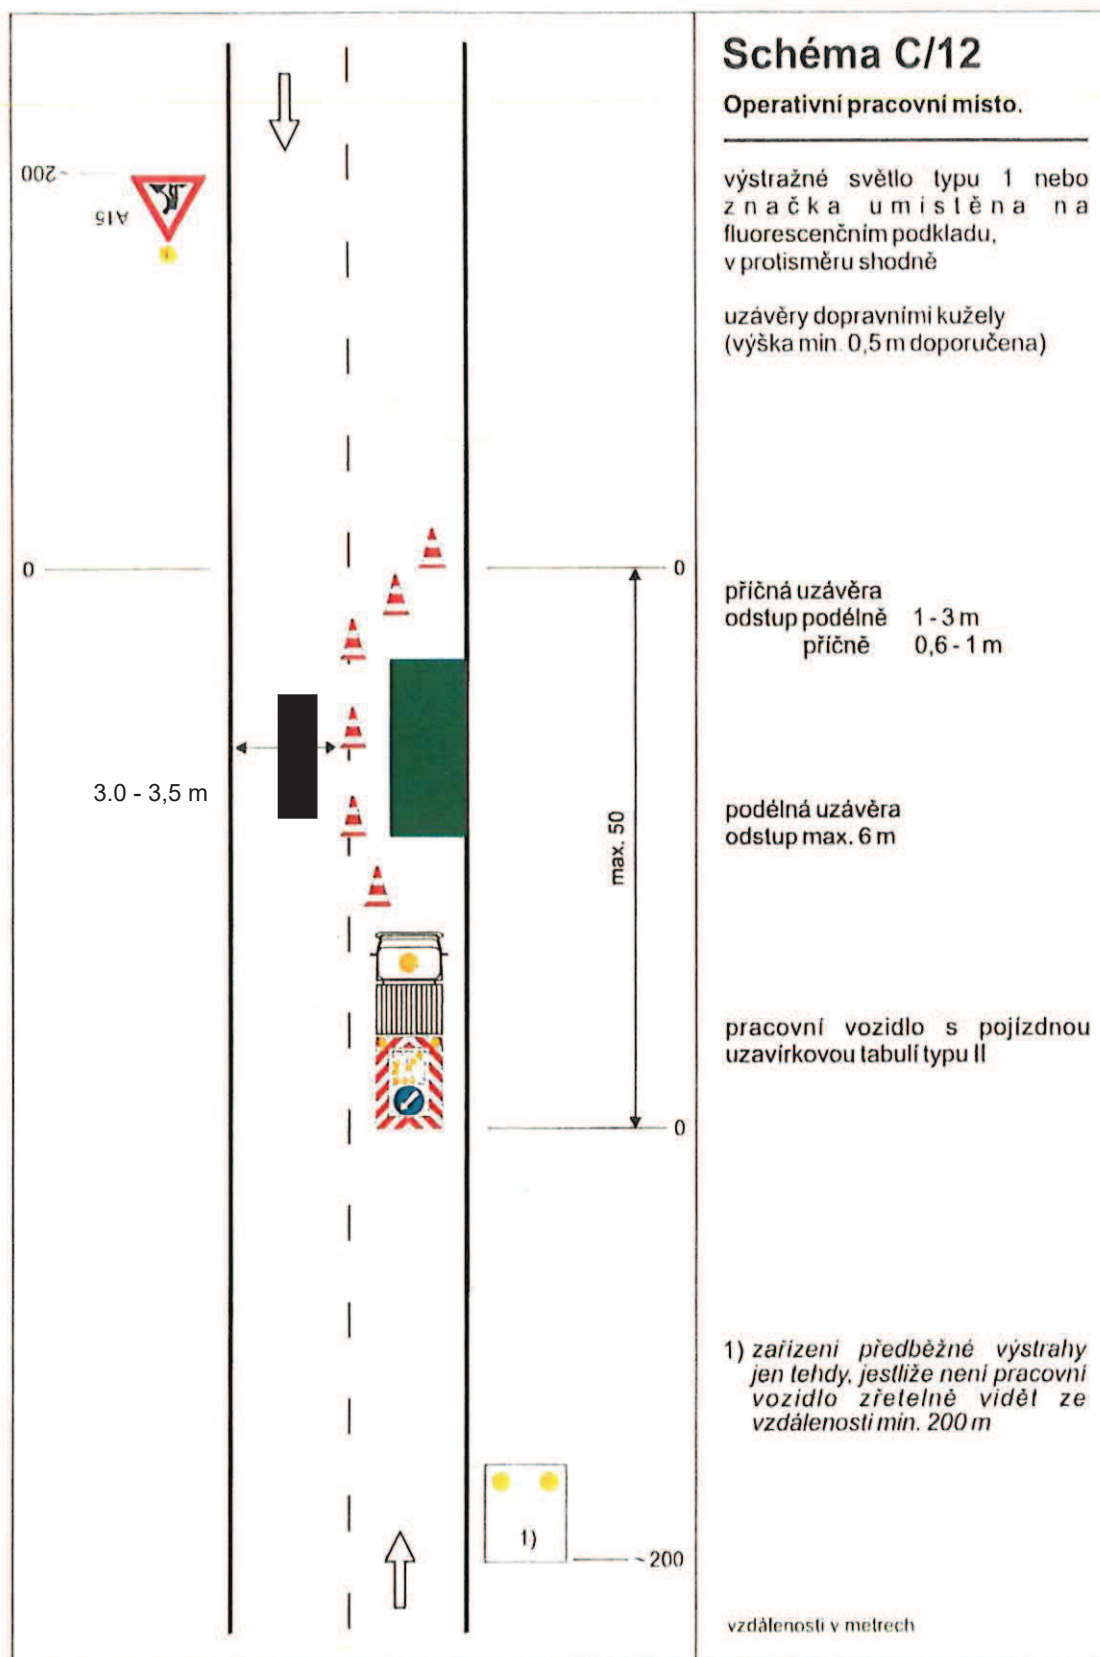 Schéma C/12
Operativní pracovní místo.
výstražné světlo typu 1 nebo
značka umístěna na
fluorescenčním podkladu,
v protisměru shodně
uzávěry dopravními kužely
(výška min. 0,5 m doporučena)
200
A15
0
0
příčná uzávěra
odstup podélně 1 - 3 m
příčně 0,6 - 1 m
3.0 - 3,5 m
max. 50
podélná uzávěra
odstup max. 6 m
pracovní vozidlo s pojízdnou
uzavírkovou tabulí typu II
0
1) zařízení předběžné výstrahy
jen tehdy, jestliže není pracovní
vozidlo zřetelně vidět ze
vzdálenosti min. 200 m
1)
~200
vzdálenosti v metrech